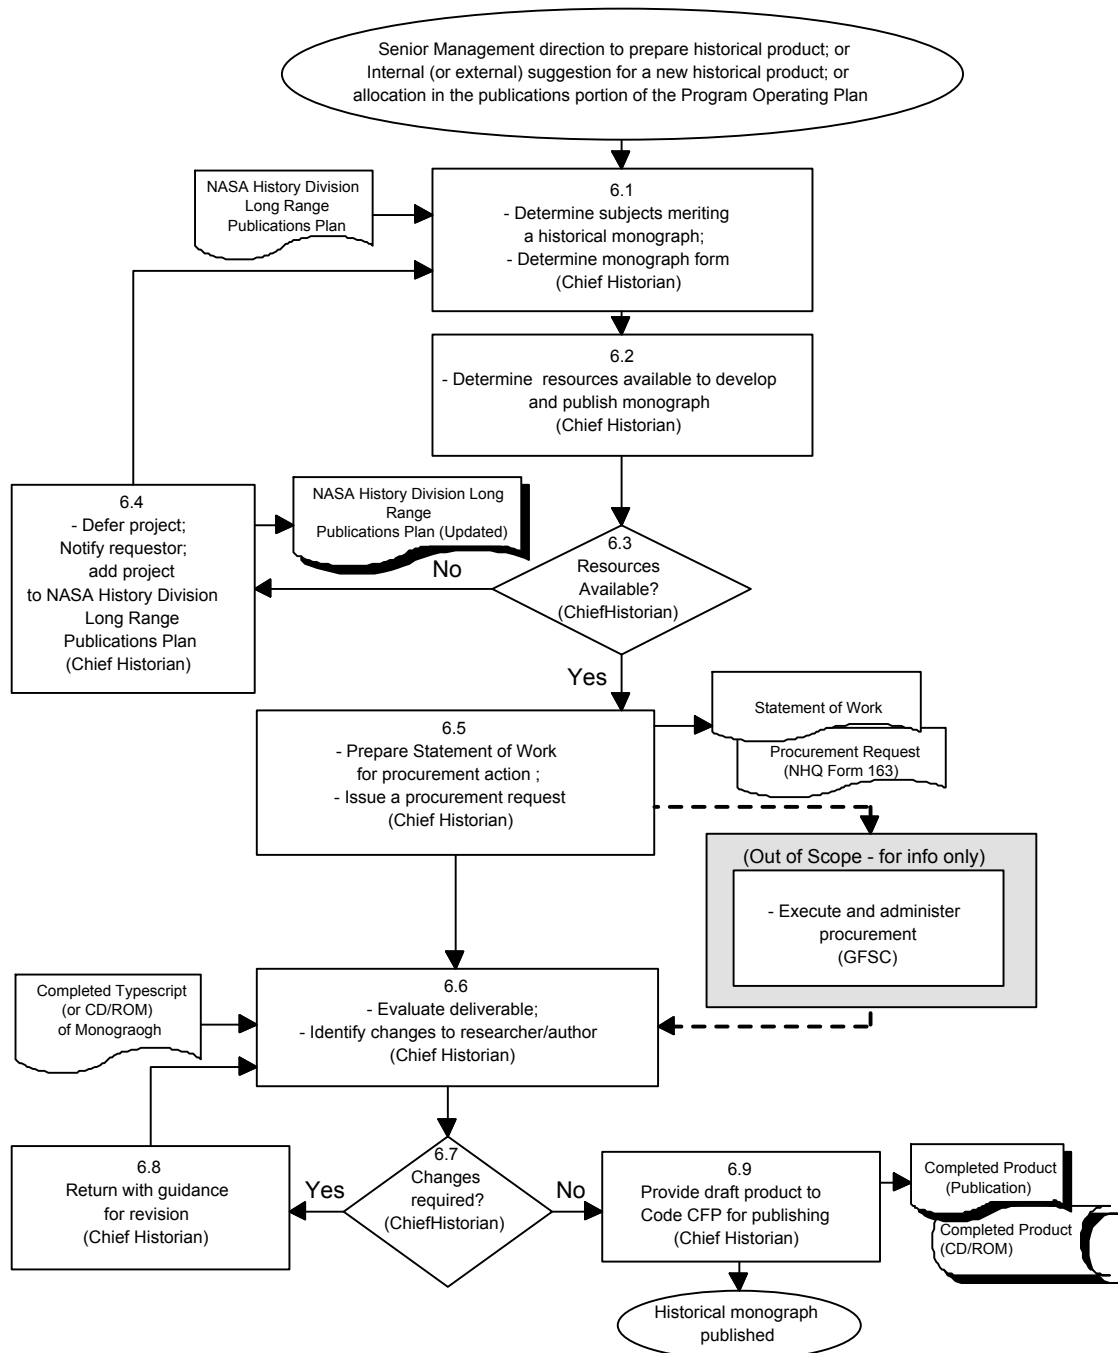 Senior Management direction to prepare historical product; or
Internal (or external) suggestion for a new historical product; or
allocation in the publications portion of the Program Operating Plan
NASA History Division
Long Range
Publications Plan
6.1
- Determine subjects meriting
a historical monograph;
- Determine monograph form
(Chief Historian)
6.2
- Determine resources available to develop
and publish monograph
(Chief Historian)
6.4
- Defer project;
Notify requestor;
add project
to NASA History Division
Long Range
Publications Plan
(Chief Historian)
NASA History Division Long
Range
Publications Plan (Updated)
No
6.3
Resources
Available?
(ChiefHistorian)
Yes
6.5
- Prepare Statement of Work
for procurement action ;
- Issue a procurement request
(Chief Historian)
Statement of Work
Procurement Request
(NHQ Form 163)
(Out of Scope - for info only)
- Execute and administer
procurement
(GFSC)
Completed Typescript
(or CD/ROM)
of Monograogh
6.6
- Evaluate deliverable;
- Identify changes to researcher/author
(Chief Historian)
6.8
Return with guidance
for revision
(Chief Historian)
Yes
6.7
Changes
required?
(ChiefHistorian)
No
6.9
Provide draft product to
Code CFP for publishing
(Chief Historian)
Completed Product
(Publication)
Completed Product
(CD/ROM)
Historical monograph
published